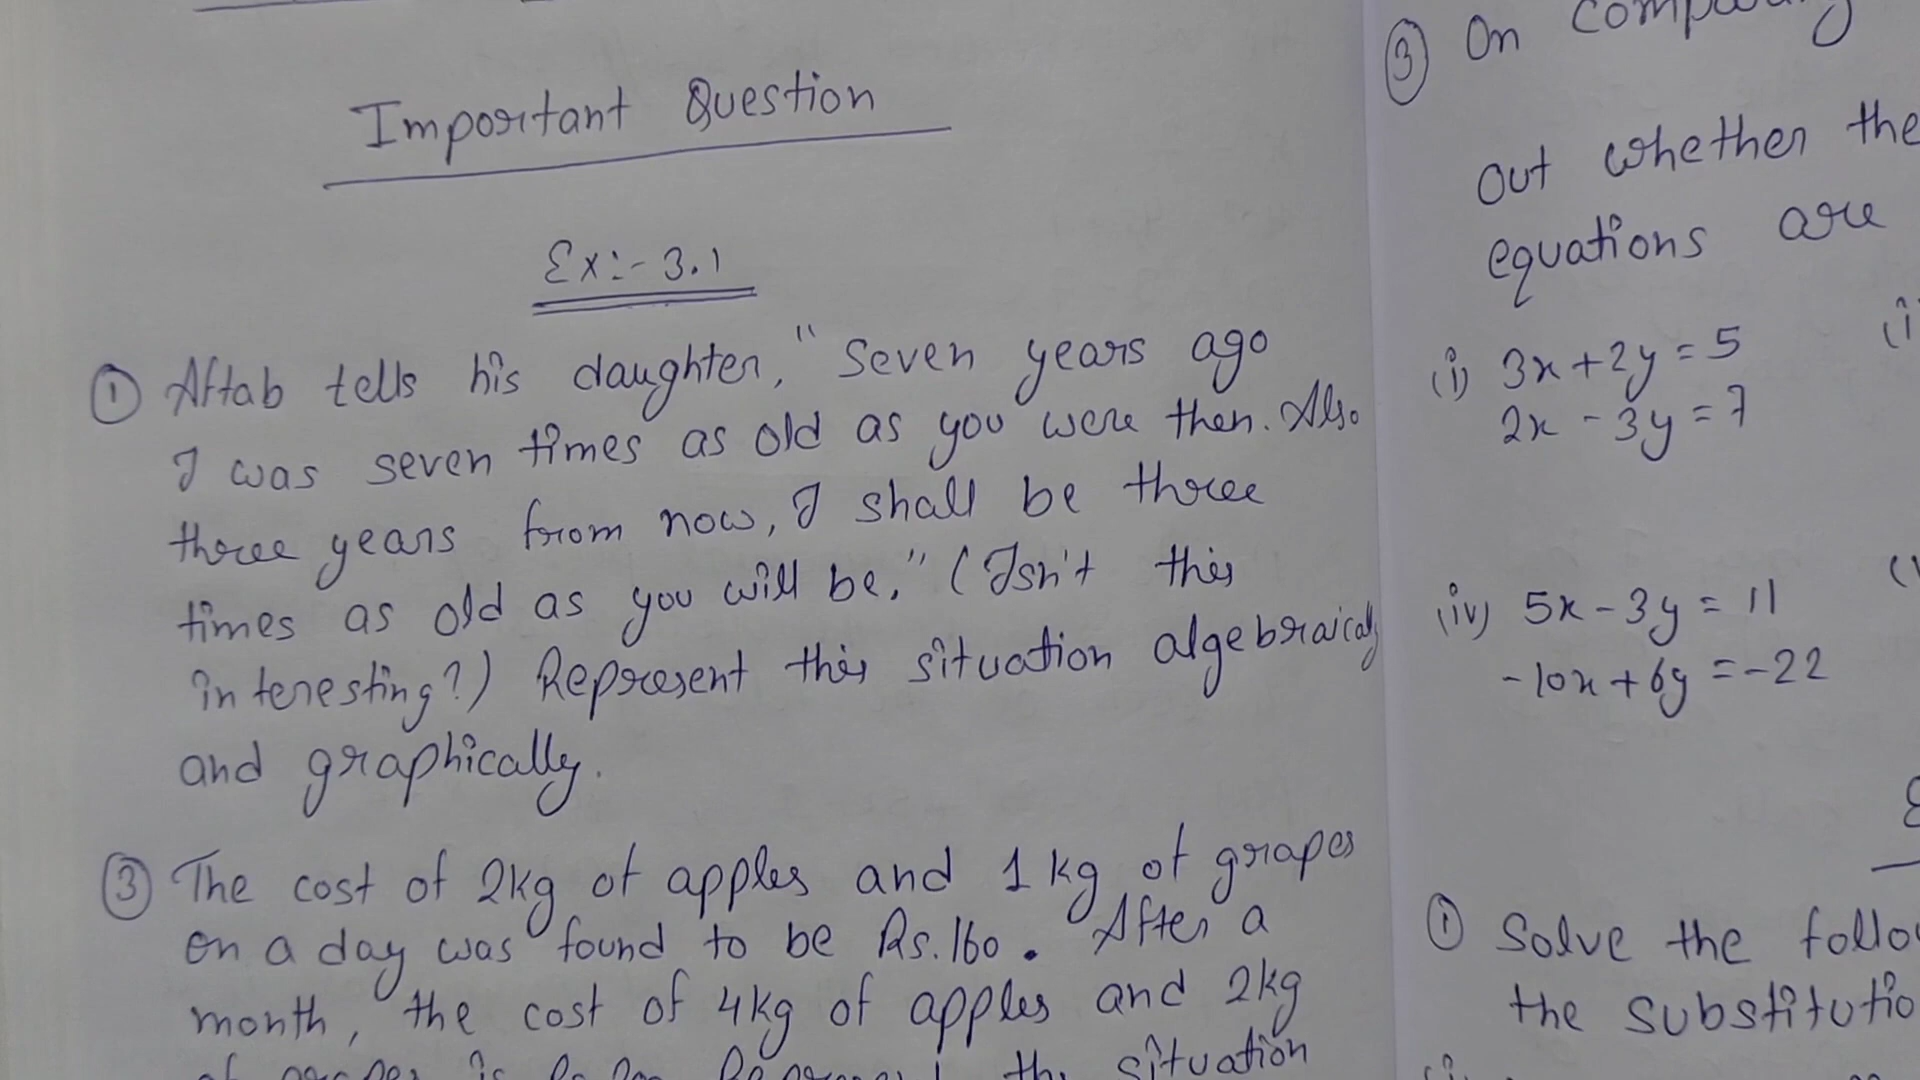 Important Question
Ex:- 3.1
① Aftab tells his daughter, "Seven years ago
I was seven times as old as you were then. Also
three years from now, I shall be three
times as old as you will be." (Isn't this
interesting?) Represent this situation algebraically
and graphically.
③ The cost of 2kg of apples and 1 kg of grapes
on a day was found to be Rs. 160. After a
month, the cost of 4kg of apples and 2kg
the situation
③ On
out whether the
equations are
(i) 3x + 2y = 5
2x - 3y = 7
(iv) 5x - 3y = 11
-10x + 6y = -22
① Solve the
the